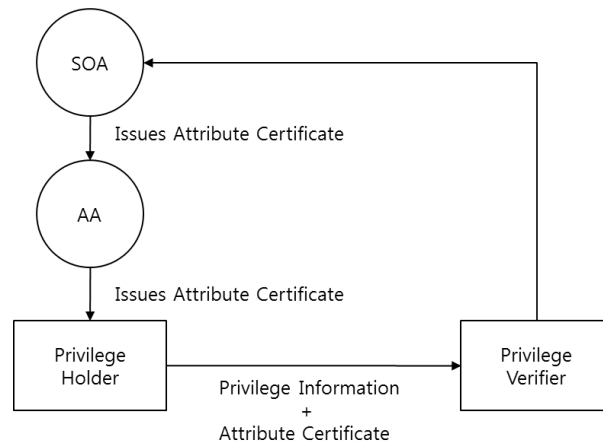 SOA
Issues Attribute Certificate
AA
Issues Attribute Certificate
Privilege
Holder
Privilege Information
+
Attribute Certificate
Privilege
Verifier